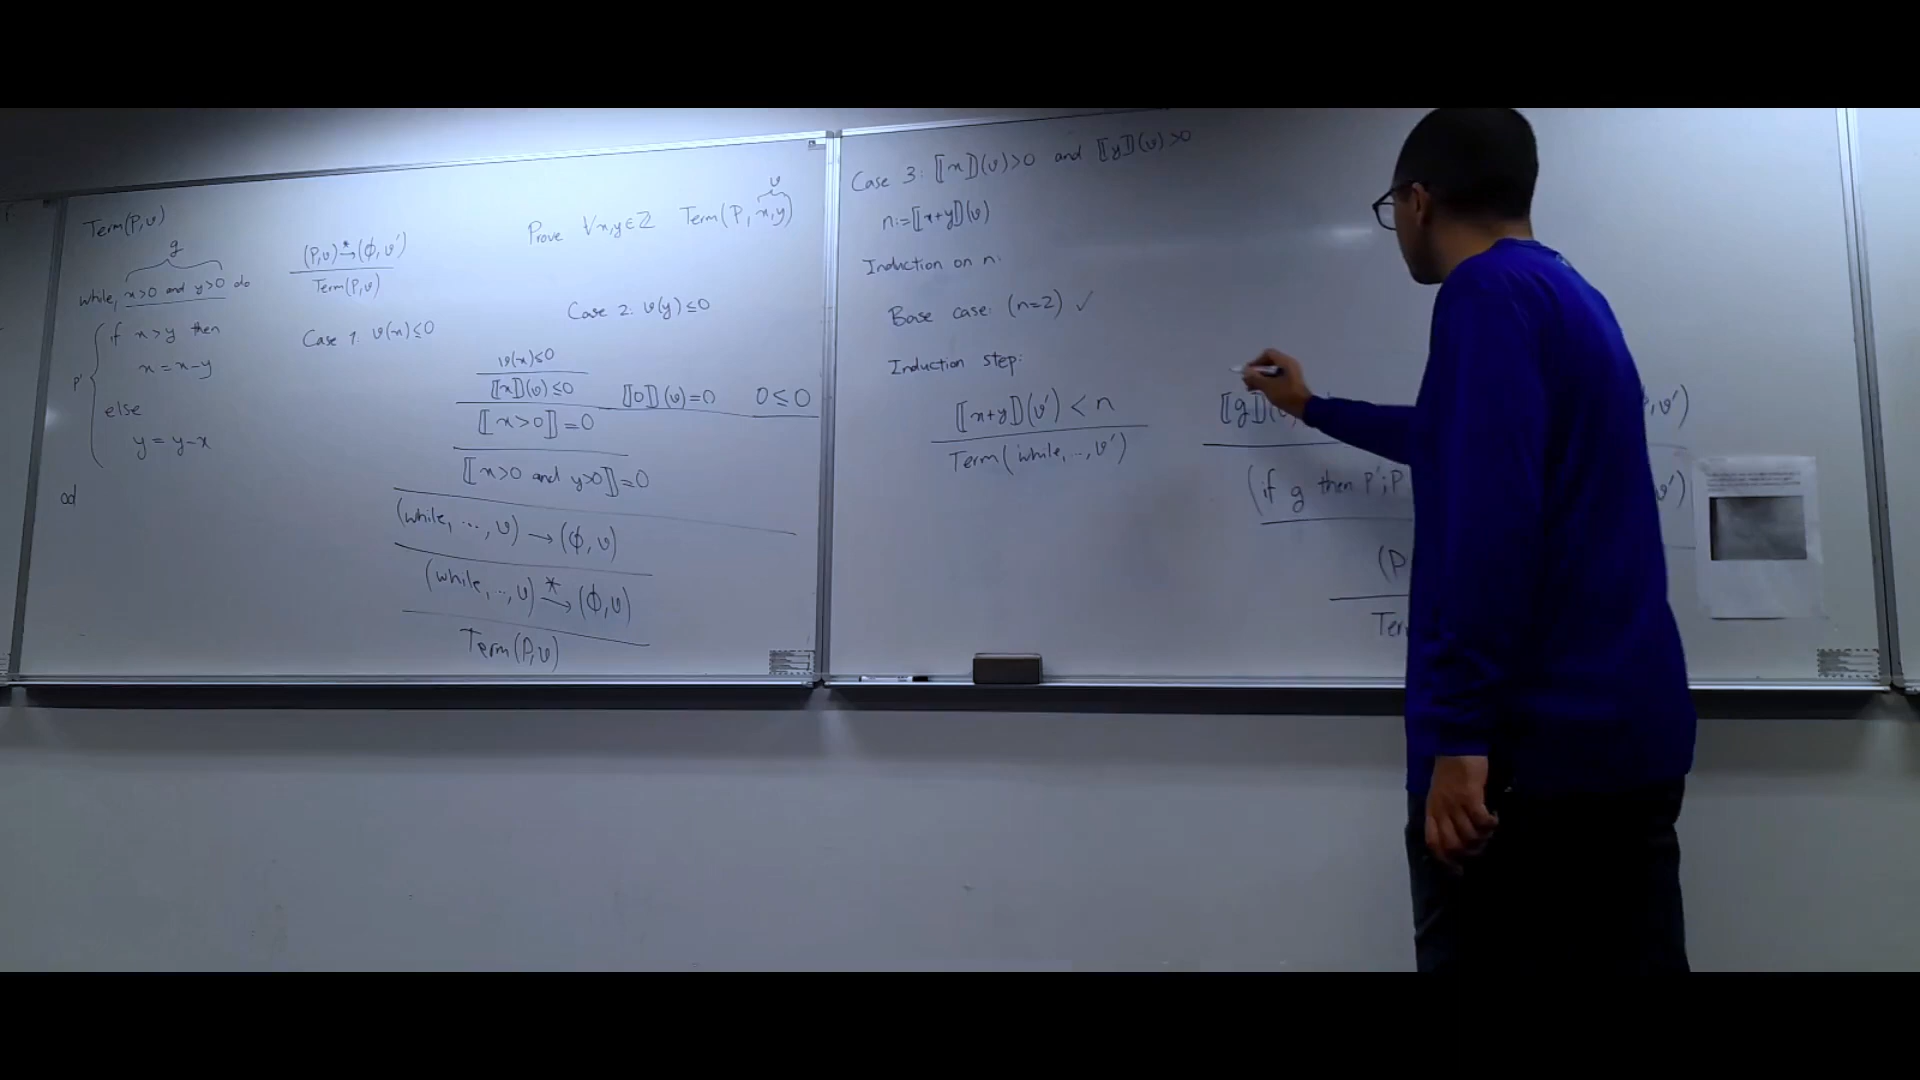 Term(P,v)
g
while, x>0 and y>0 do
P'
if x>y then
x=x-y
else
y=y-x
od
(P,v) →* (ϕ,v')
Term(P,v)
Prove ∀x,y∈ℤ Term(P, x,y)
v
Case 1. v(x)≤0
Case 2. v(y)≤0
v(x)≤0
⟦x⟧(v)≤0 ⟦0⟧(v)=0 0≤0
⟦x>0⟧=0
⟦x>0 and y>0⟧=0
(while, ..., v) → (ϕ,v)
(while, ..., v) →* (ϕ,v)
Term(P,v)
Case 3: ⟦x⟧(v)>0 and ⟦y⟧(v)>0
n:=⟦x+y⟧(v)
Induction on n:
Base case: (n=2) ✓
Induction step:
⟦x+y⟧(v') < n
Term(while, ..., v')
⟦g⟧(
,v')
(if g then P';P
v')
(P
Ter